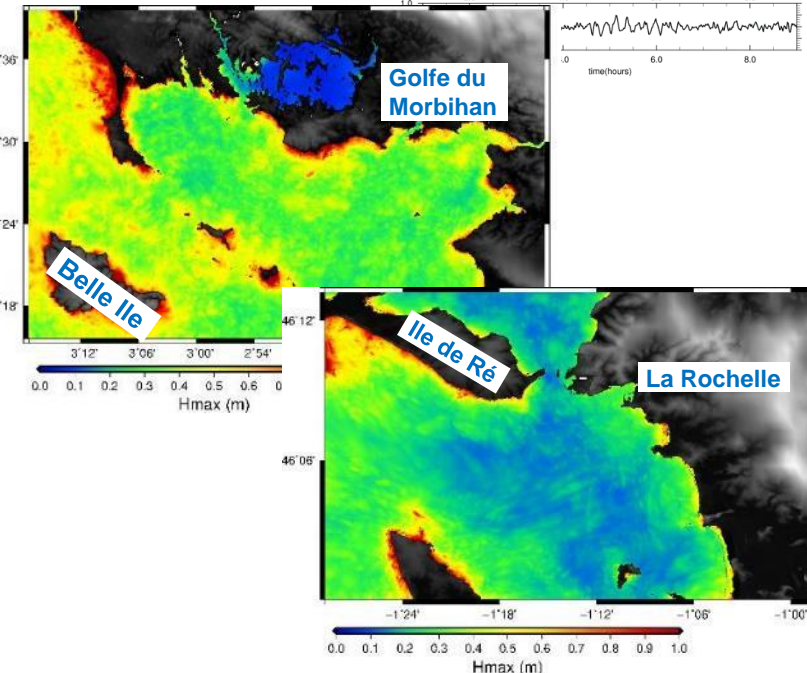 1.0
36'
Golfe du
Morbihan
.0 6.0 8.0
time(hours)
30'
24'
Belle Ile
18'
3°12' 3°06' 3°00' 2°54'
0.0 0.1 0.2 0.3 0.4 0.5 0.6 0
Hmax (m)
46°12'
Ile de Ré
La Rochelle
46°06'
-1°24' -1°18' -1°12' -1°06' -1°00'
0.0 0.1 0.2 0.3 0.4 0.5 0.6 0.7 0.8 0.9 1.0
Hmax (m)